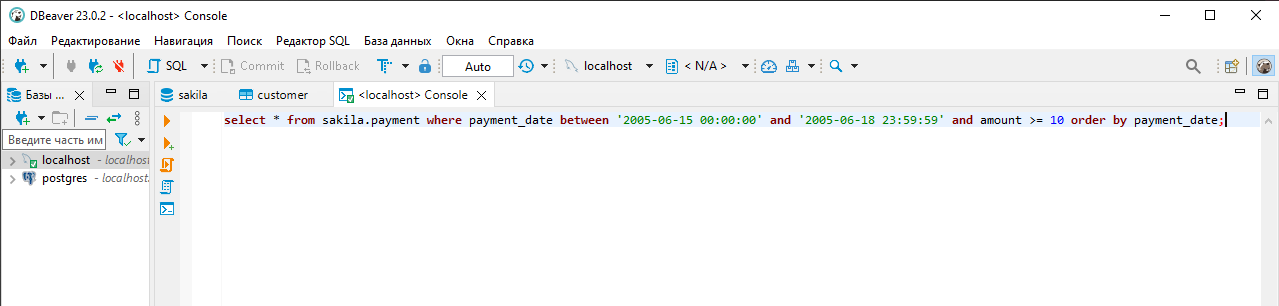 DBeaver 23.0.2 - <localhost> Console
Файл Редактирование Навигация Поиск Редактор SQL База данных Окна Справка
SQL Commit Rollback Auto localhost < N/A >
Базы ... sakila customer <localhost> Console
select * from sakila.payment where payment_date between '2005-06-15 00:00:00' and '2005-06-18 23:59:59' and amount >= 10 order by payment_date;
Введите часть им
localhost - localhost
postgres - localhost